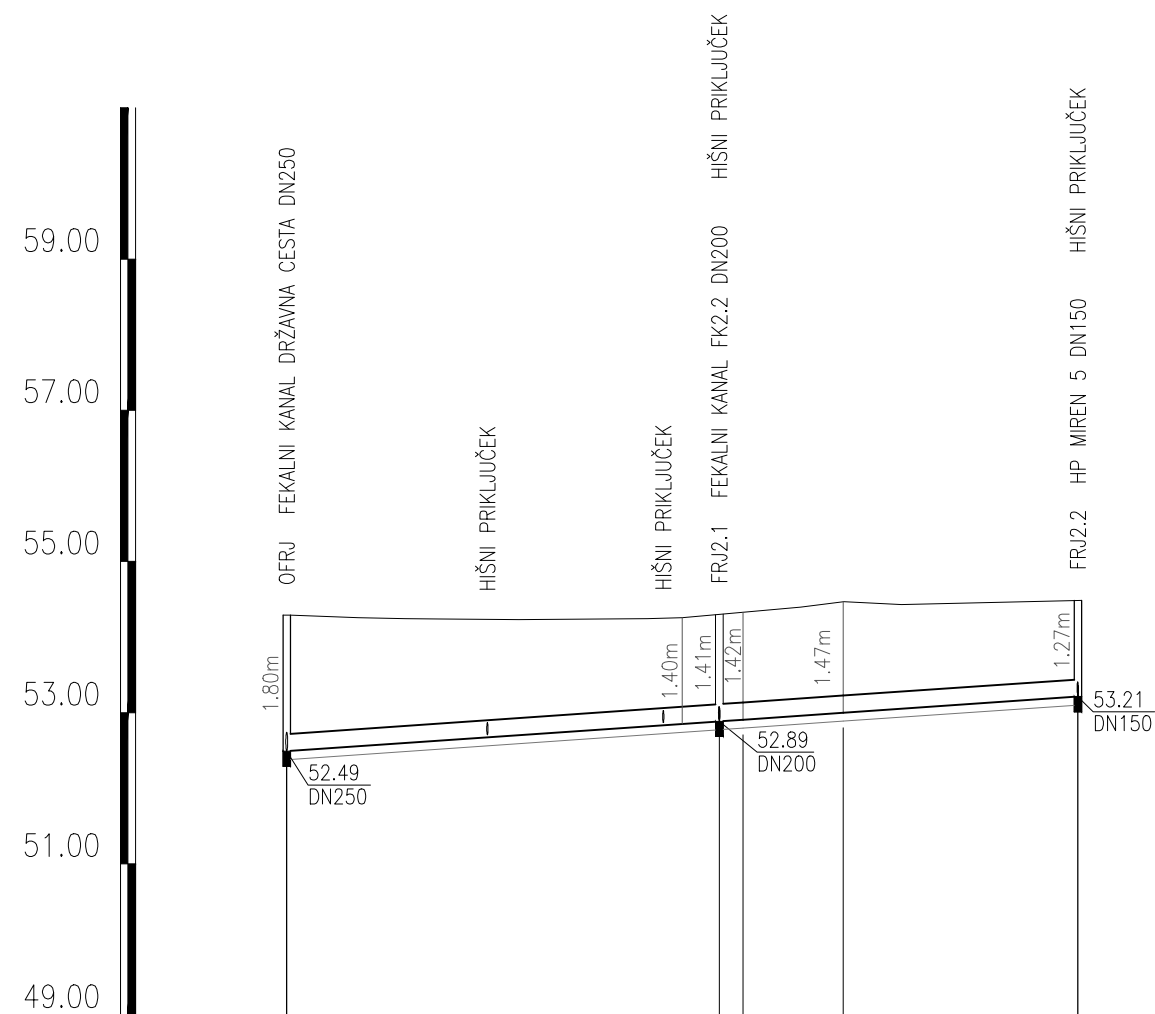 59.00
57.00
55.00
53.00
51.00
49.00
OFRJ FEKALNI KANAL DRŽAVNA CESTA DN250
HIŠNI PRIKLJUČEK
HIŠNI PRIKLJUČEK
FRJ2.1 FEKALNI KANAL FK2.2 DN200 HIŠNI PRIKLJUČEK
FRJ2.2 HP MIREN 5 DN150 HIŠNI PRIKLJUČEK
1.80m
1.40m
1.41m
1.42m
1.47m
1.27m
52.49
DN250
52.89
DN200
53.21
DN150